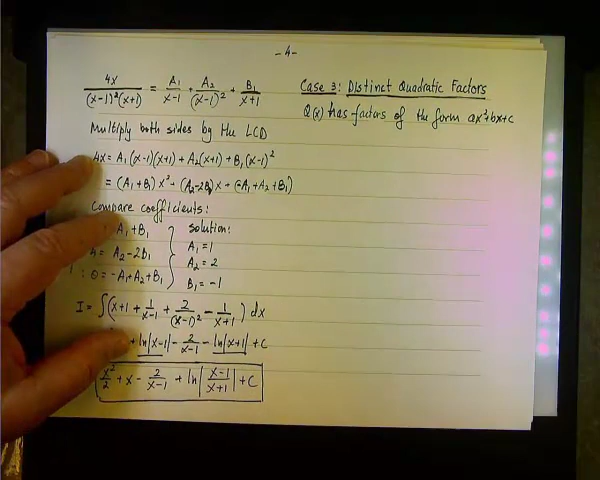 -4-
4x/((x-1)²(x+1)) = A₁/(x-1) + A₂/(x-1)² + B₁/(x+1)
Multiply both sides by the LCD
4x = A₁(x-1)(x+1) + A₂(x+1) + B₁(x-1)²
= (A₁+B₁)x² + (A₂-2B₁)x + (-A₁+A₂+B₁)
Compare coefficients:
A₁+B₁
= A₂-2B₁
: 0 = -A₁+A₂+B₁
solution:
A₁ = 1
A₂ = 2
B₁ = -1
I = ∫(x+1 + 1/(x-1) + 2/(x-1)² - 1/(x+1)) dx
+ ln|x-1| - 2/(x-1) - ln|x+1| + C
x²/2 + x - 2/(x-1) + ln|(x-1)/(x+1)| + C
Case 3: Distinct Quadratic Factors
Q(x) has factors of the form ax²+bx+c